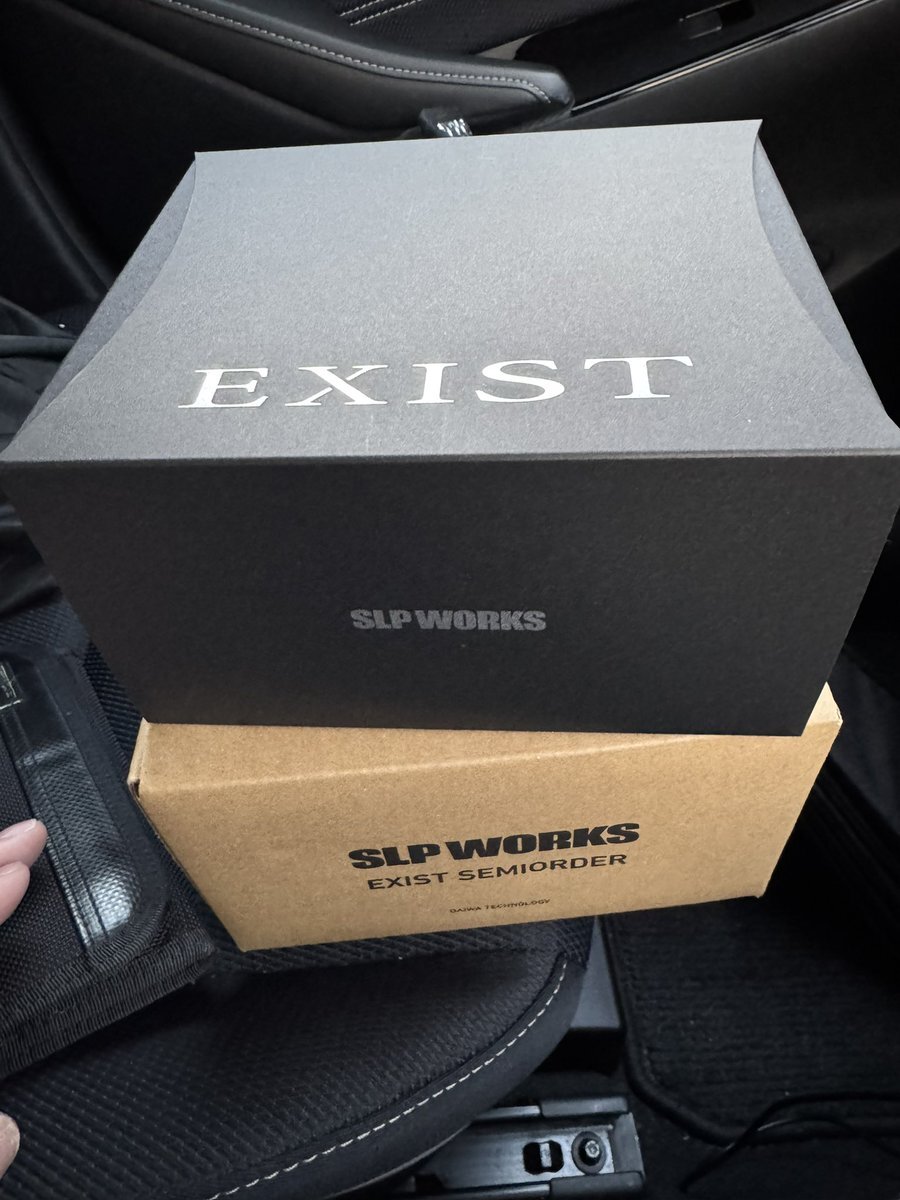 EXIST
SLP WORKS
SLP WORKS
EXIST SEMIORDER
DAIWA TECHNOLOGY